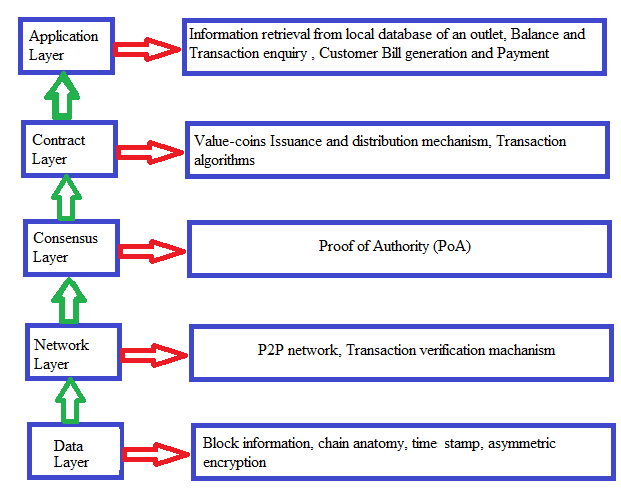 Application
Layer
Information retrieval from local database of an outlet, Balance and
Transaction enquiry , Customer Bill generation and Payment
Contract
Layer
Value-coins Issuance and distribution mechanism, Transaction
algorithms
Consensus
Layer
Proof of Authority (PoA)
Network
Layer
P2P network, Transaction verification machanism
Data
Layer
Block information, chain anatomy, time stamp, asymmetric
encryption